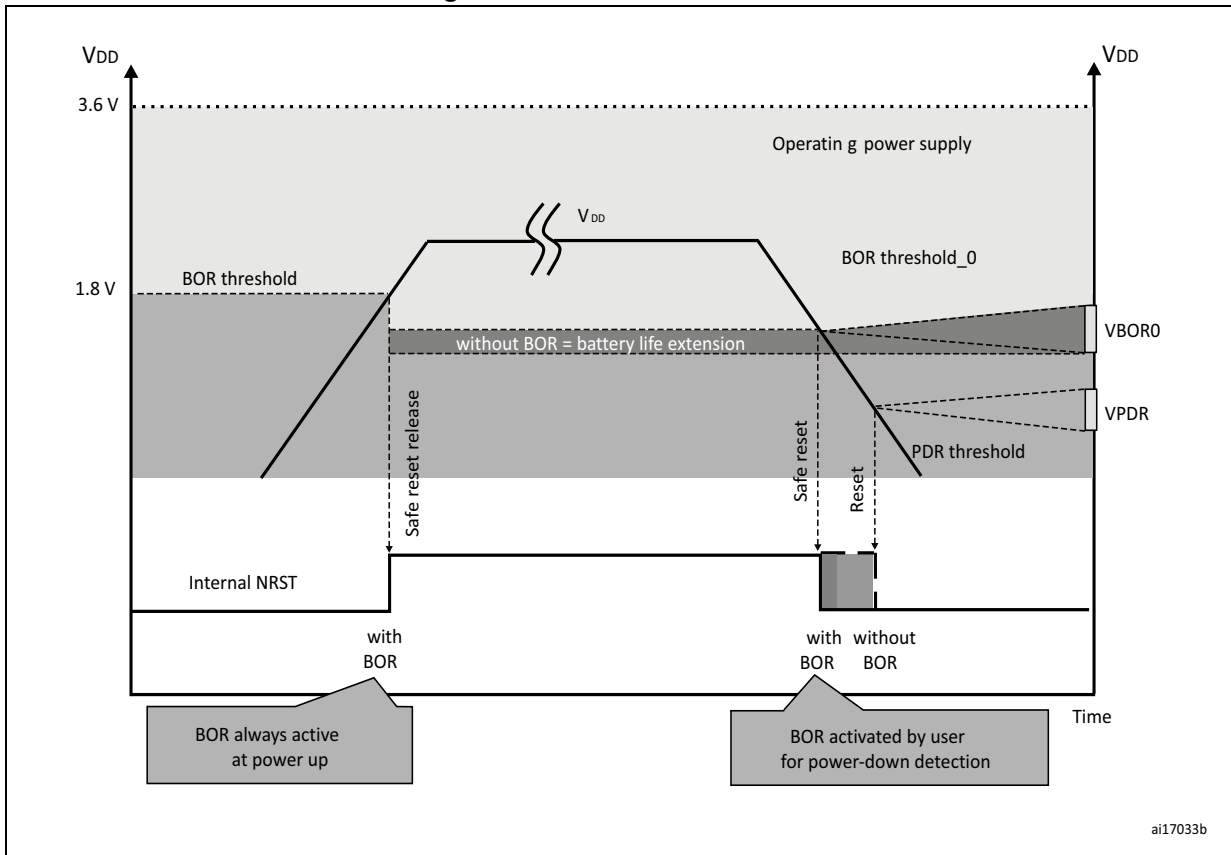 VDD
VDD
3.6 V
Operatin g power supply
VDD
BOR threshold_0
BOR threshold
1.8 V
VBOR0
without BOR = battery life extension
VPDR
Safe reset release
Safe reset
Reset
PDR threshold
Internal NRST
with
BOR
with
BOR
without
BOR
Time
BOR always active
at power up
BOR activated by user
for power-down detection
ai17033b